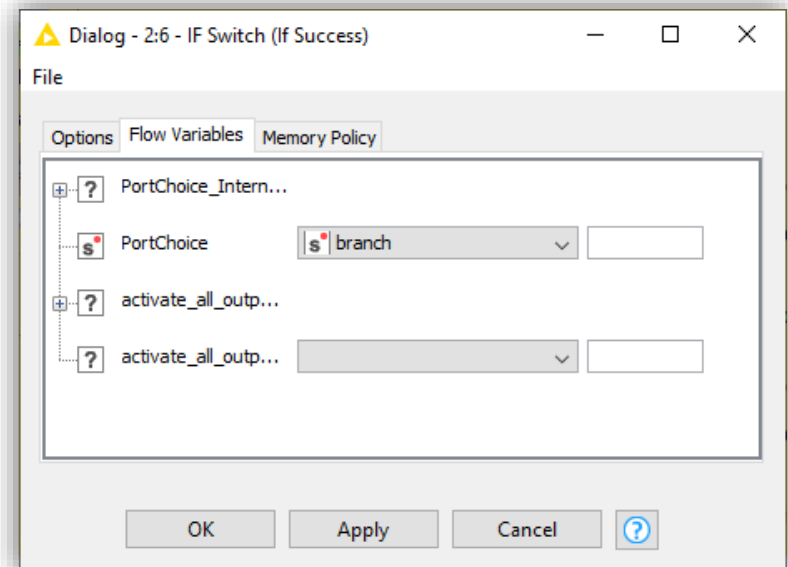 Dialog - 2:6 - IF Switch (If Success)
File
Options Flow Variables Memory Policy
? PortChoice_Intern...
s PortChoice s branch
? activate_all_outp...
? activate_all_outp...
OK Apply Cancel ?